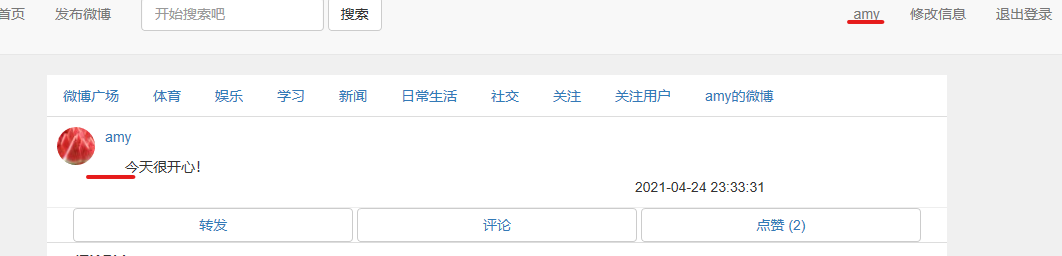 首页 发布微博 开始搜索吧 搜索 amy 修改信息 退出登录
微博广场 体育 娱乐 学习 新闻 日常生活 社交 关注 关注用户 amy的微博
amy
今天很开心！
2021-04-24 23:33:31
转发 评论 点赞 (2)